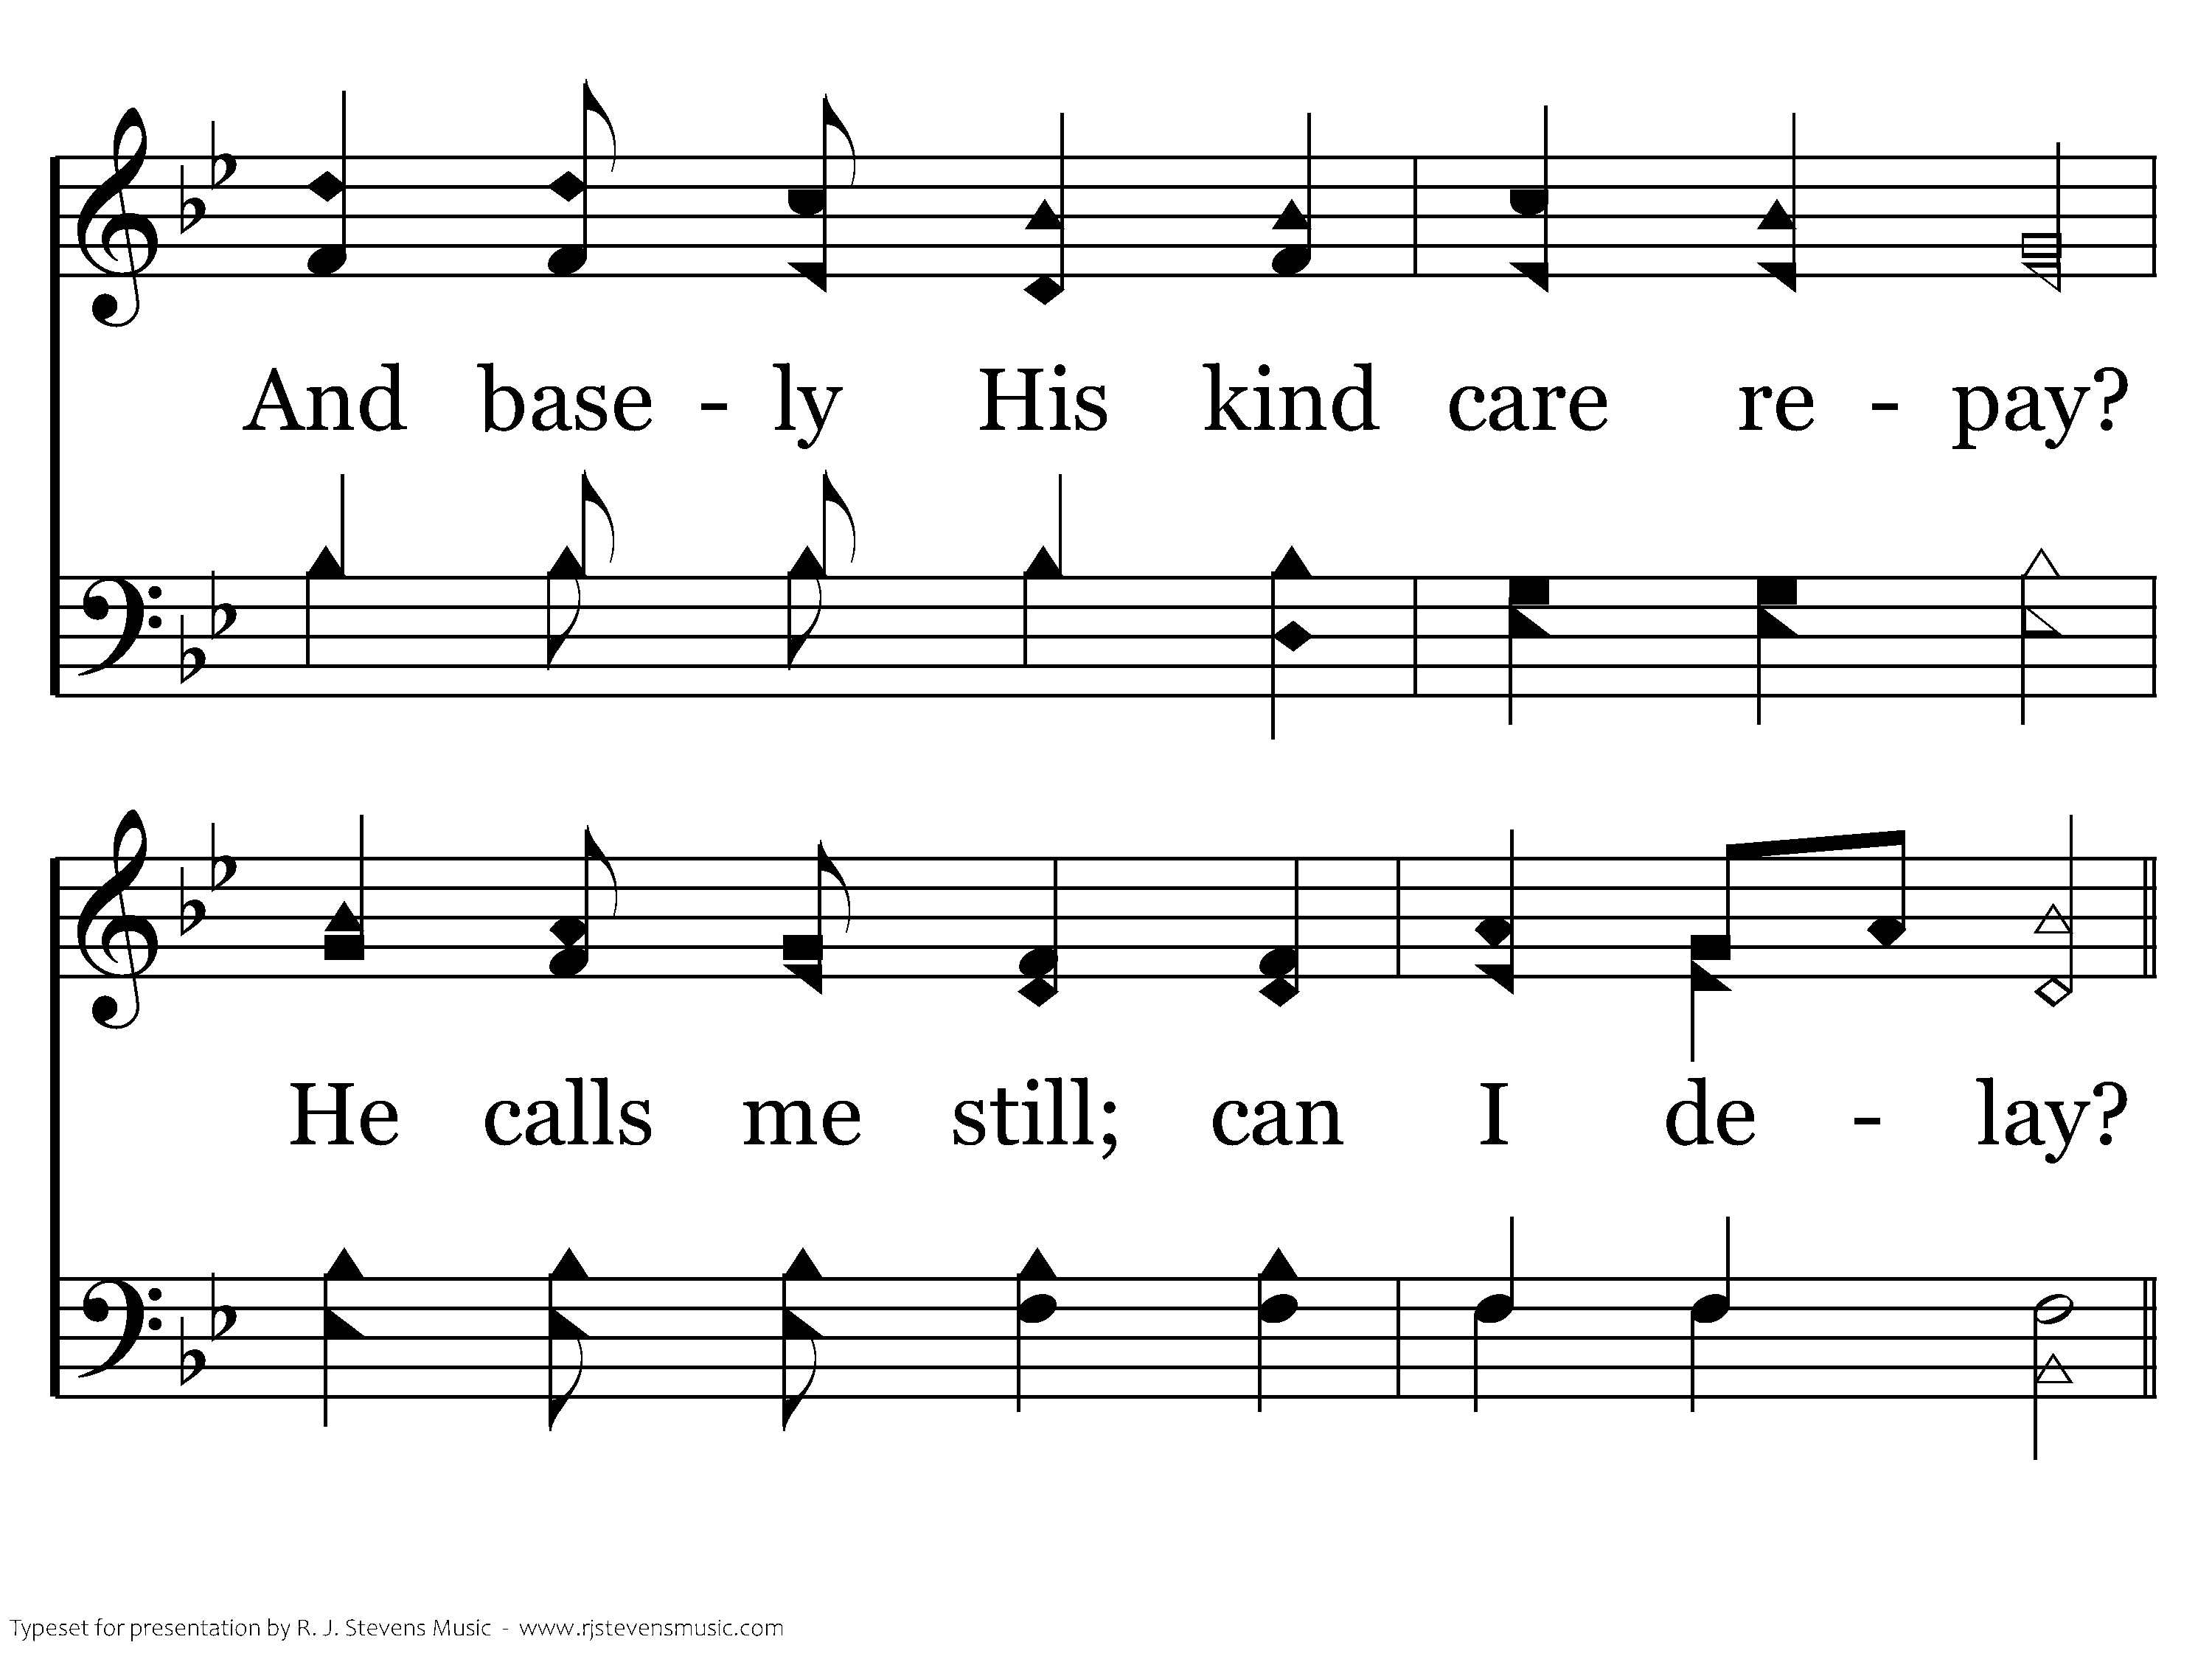 And base - ly His kind care re - pay?
He calls me still; can I de - lay?
Typeset for presentation by R. J. Stevens Music - www.rjstevensmusic.com